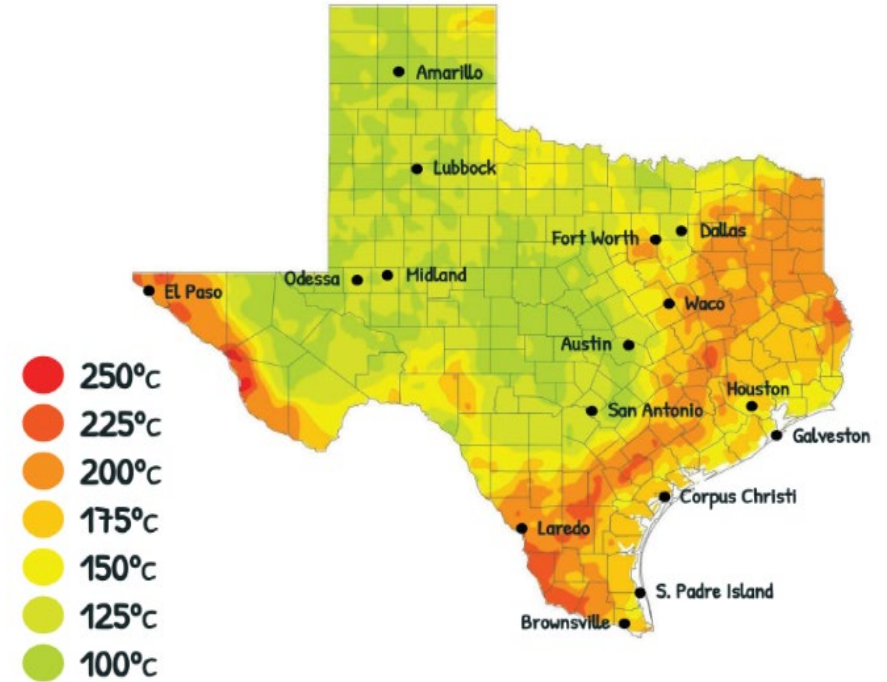 Amarillo
Lubbock
Fort Worth
Dallas
Odessa
Midland
El Paso
Waco
Austin
250°C
225°C
200°C
175°C
150°C
125°C
100°C
Houston
San Antonio
Galveston
Corpus Christi
Laredo
S. Padre Island
Brownsville